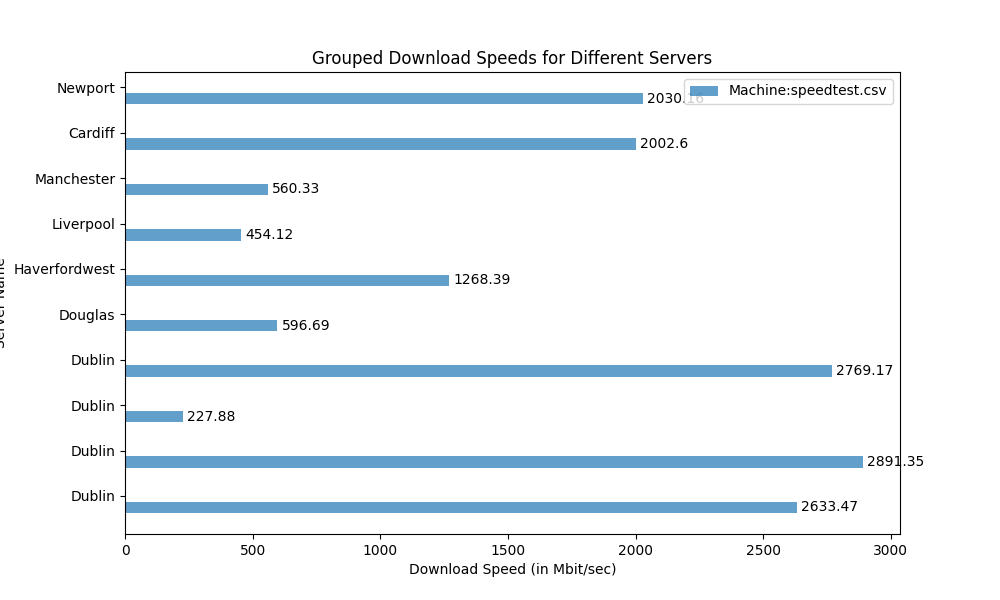 Grouped Download Speeds for Different Servers
Machine:speedtest.csv
Newport 2030.16
Cardiff 2002.6
Manchester 560.33
Liverpool 454.12
Haverfordwest 1268.39
Douglas 596.69
Dublin 2769.17
Dublin 227.88
Dublin 2891.35
Dublin 2633.47
Server Name
0 500 1000 1500 2000 2500 3000
Download Speed (in Mbit/sec)